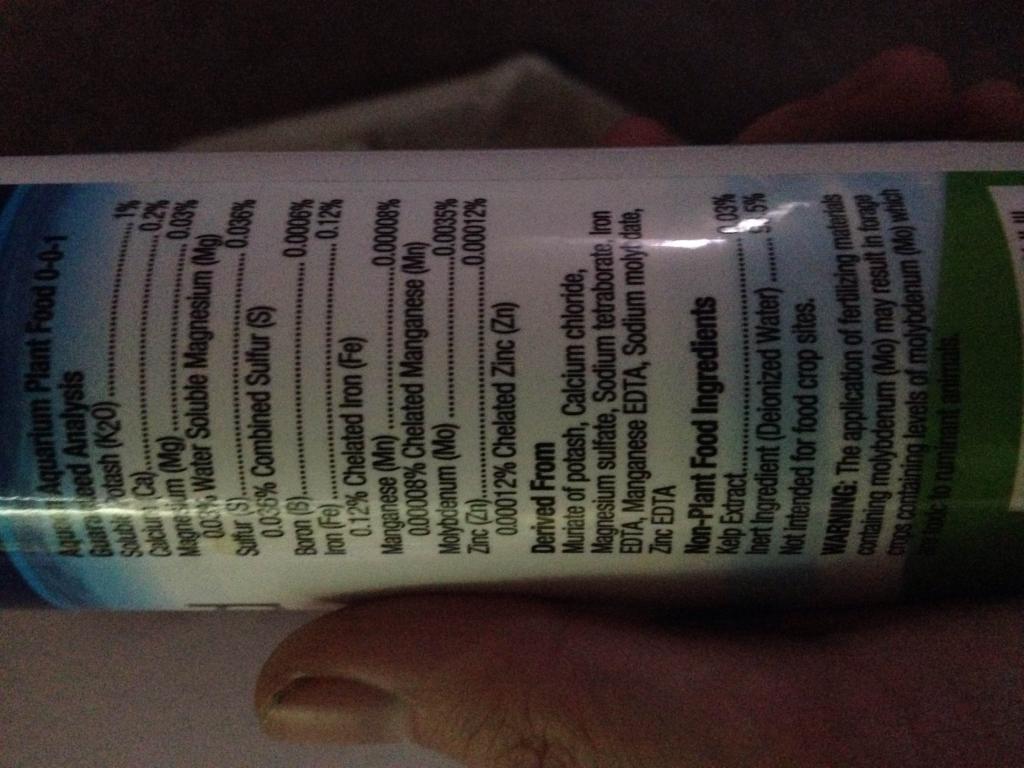 Aquarium Plant Food 0-0-1
Guaranteed Analysis
Soluble Potash (K2O) 1%
Calcium Ca) 0.2%
Magnesium (Mg) 0.03%
0.03% Water Soluble Magnesium (Mg)
Sulfur (S) 0.036%
0.036% Combined Sulfur (S)
Boron (B) 0.0006%
Iron (Fe) 0.12%
0.12% Chelated Iron (Fe)
Manganese (Mn) 0.00008%
0.00008% Chelated Manganese (Mn)
Molybdenum (Mo) 0.0035%
Zinc (Zn) 0.00012%
0.00012% Chelated Zinc (Zn)
Derived From
Muriate of potash, Calcium chloride,
Magnesium sulfate, Sodium tetraborate, Iron
EDTA, Manganese EDTA, Sodium molybdate,
Zinc EDTA
Non-Plant Food Ingredients
Kelp Extract 0.03%
Inert Ingredient (Deionized Water)
Not intended for food crop sites.
WARNING: The application of fertilizing materials
containing molybdenum (Mo) may result in forage
crops containing levels of molybdenum (Mo) which
are toxic to ruminant animals.